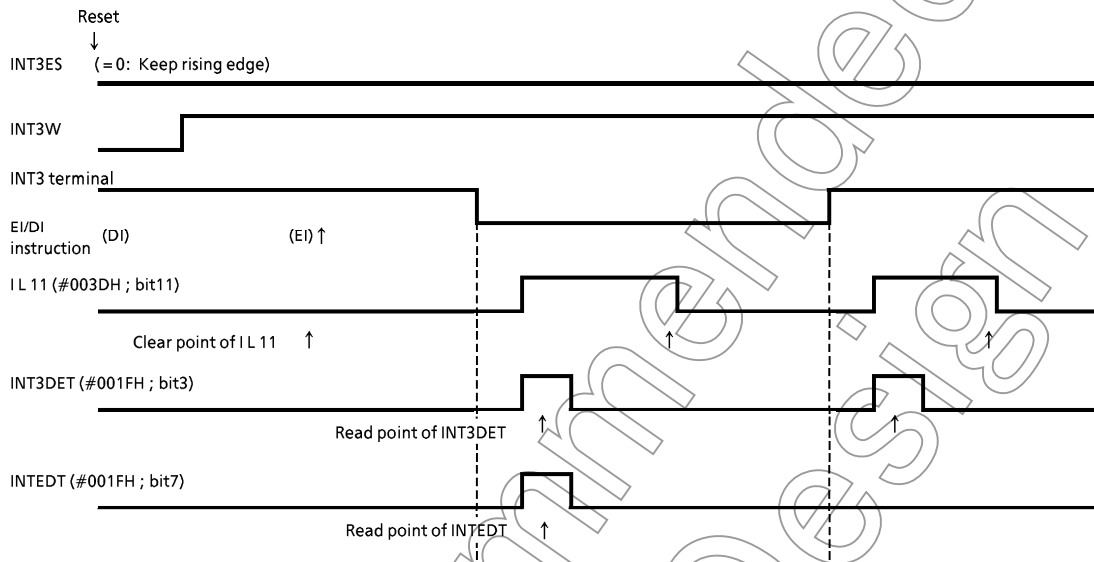 Reset
↓
INT3ES (=0: Keep rising edge)
INT3W
INT3 terminal
EI/DI
instruction (DI) (EI)↑
I L 11 (#003DH ; bit11)
Clear point of I L 11 ↑ ↑ ↑
INT3DET (#001FH ; bit3)
Read point of INT3DET ↑ ↑
INTEDT (#001FH ; bit7)
Read point of INTEDT ↑